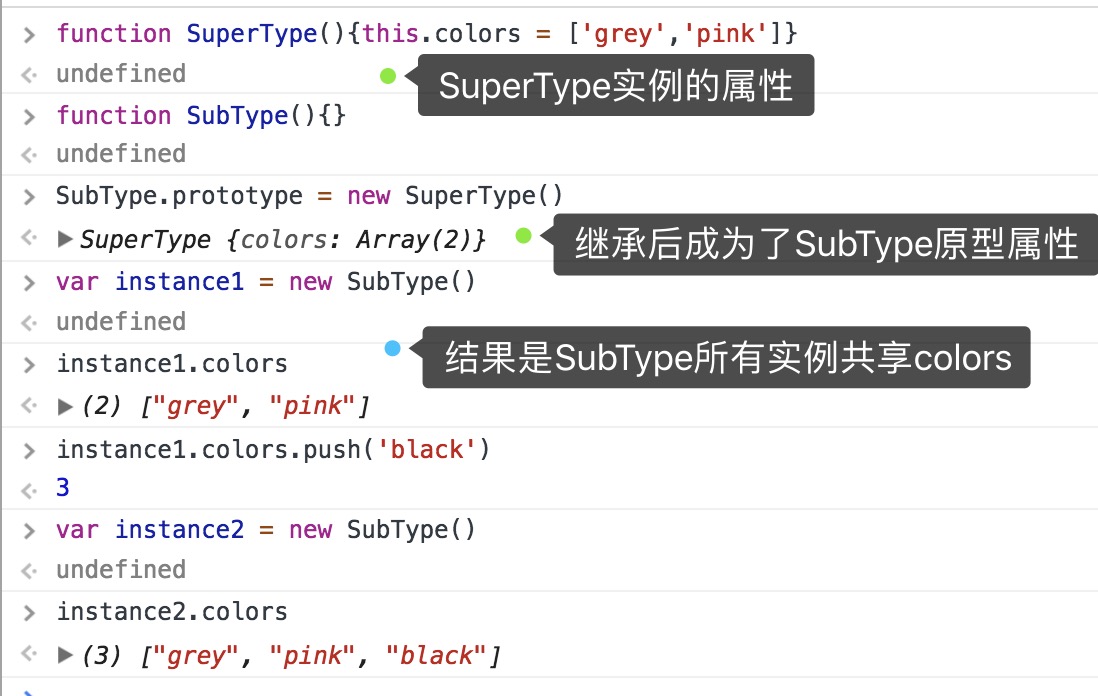 function SuperType(){this.colors = ['grey','pink']}
undefined
SuperType实例的属性
function SubType(){}
undefined
SubType.prototype = new SuperType()
SuperType {colors: Array(2)}
继承后成为了SubType原型属性
var instance1 = new SubType()
undefined
结果是SubType所有实例共享colors
instance1.colors
(2) ["grey", "pink"]
instance1.colors.push('black')
3
var instance2 = new SubType()
undefined
instance2.colors
(3) ["grey", "pink", "black"]